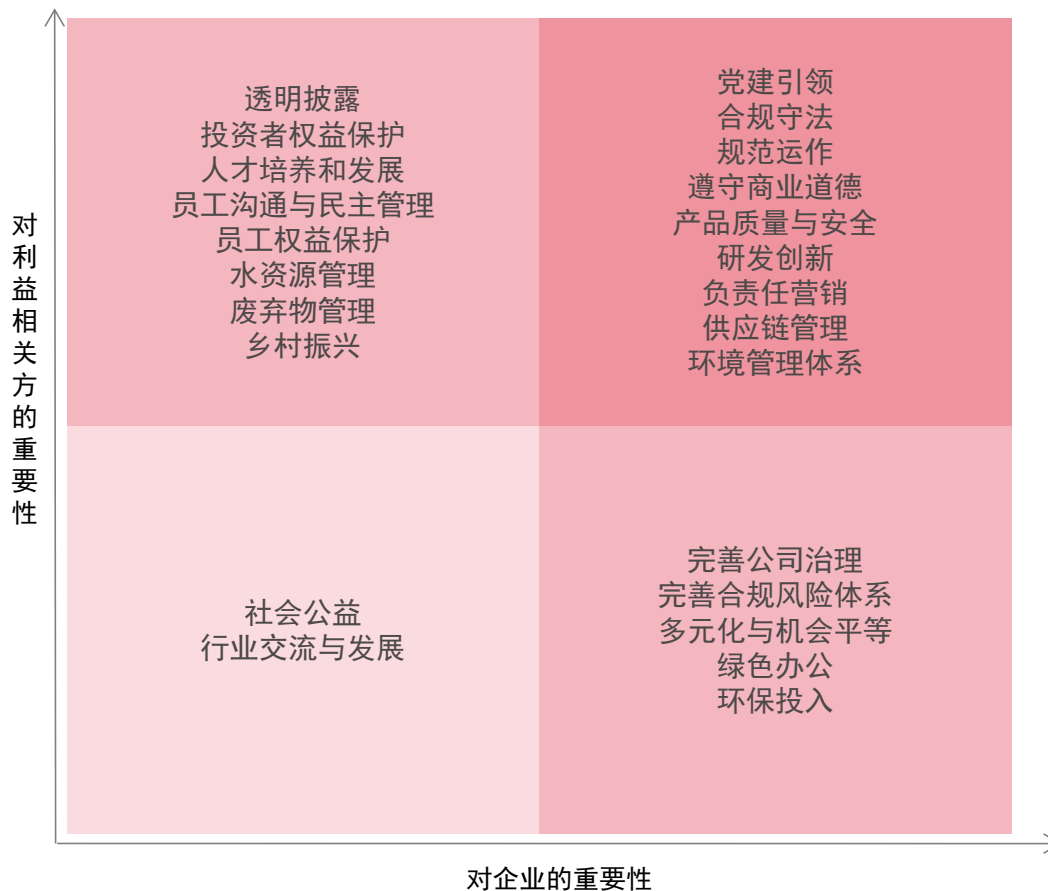 对利益相关方的重要性
透明披露
投资者权益保护
人才培养和发展
员工沟通与民主管理
员工权益保护
水资源管理
废弃物管理
乡村振兴
党建引领
合规守法
规范运作
遵守商业道德
产品质量与安全
研发创新
负责任营销
供应链管理
环境管理体系
社会公益
行业交流与发展
完善公司治理
完善合规风险体系
多元化与机会平等
绿色办公
环保投入
对企业的重要性